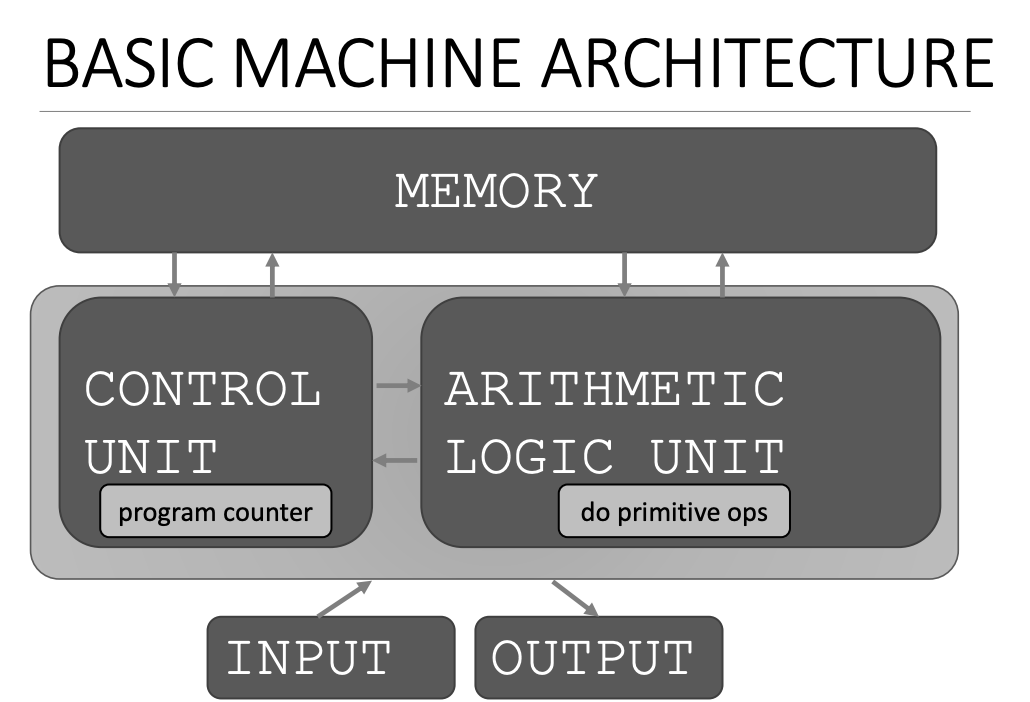 BASIC MACHINE ARCHITECTURE
MEMORY
CONTROL
UNIT
program counter
ARITHMETIC
LOGIC UNIT
do primitive ops
INPUT
OUTPUT